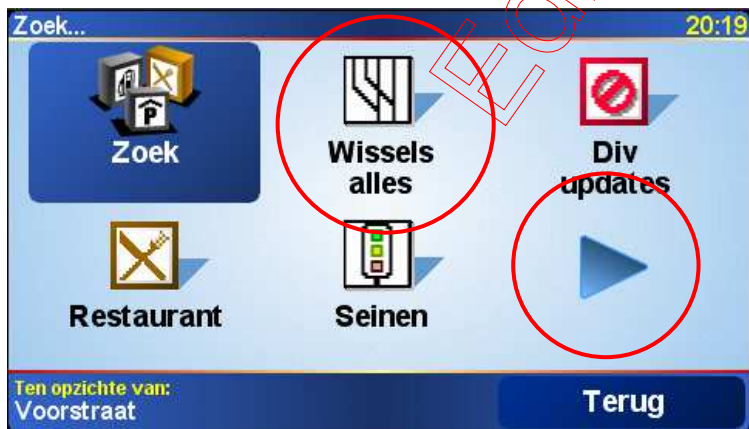 Zoek...
20:19
Zoek
Wissels
alles
Div
updates
Restaurant
Seinen
Ten opzichte van:
Voorstraat
Terug